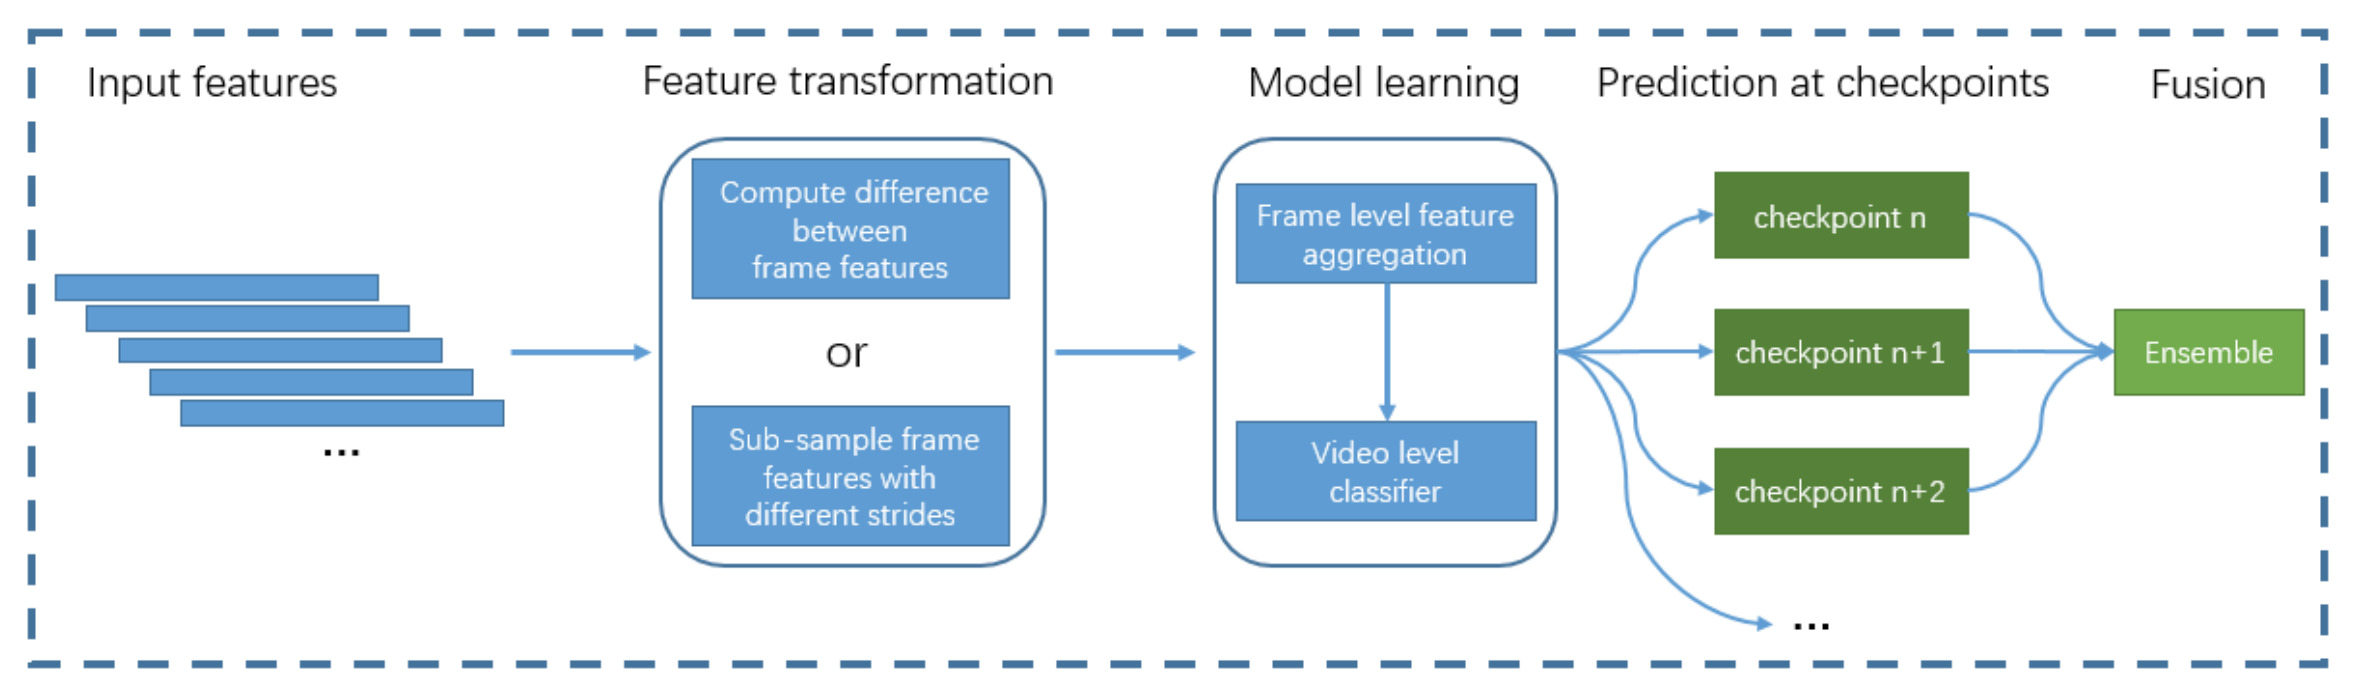 Input features
Feature transformation
Model learning
Prediction at checkpoints
Fusion
...
Compute difference
between
frame features
or
Sub-sample frame
features with
different strides
Frame level feature
aggregation
Video level
classifier
checkpoint n
checkpoint n+1
checkpoint n+2
...
Ensemble